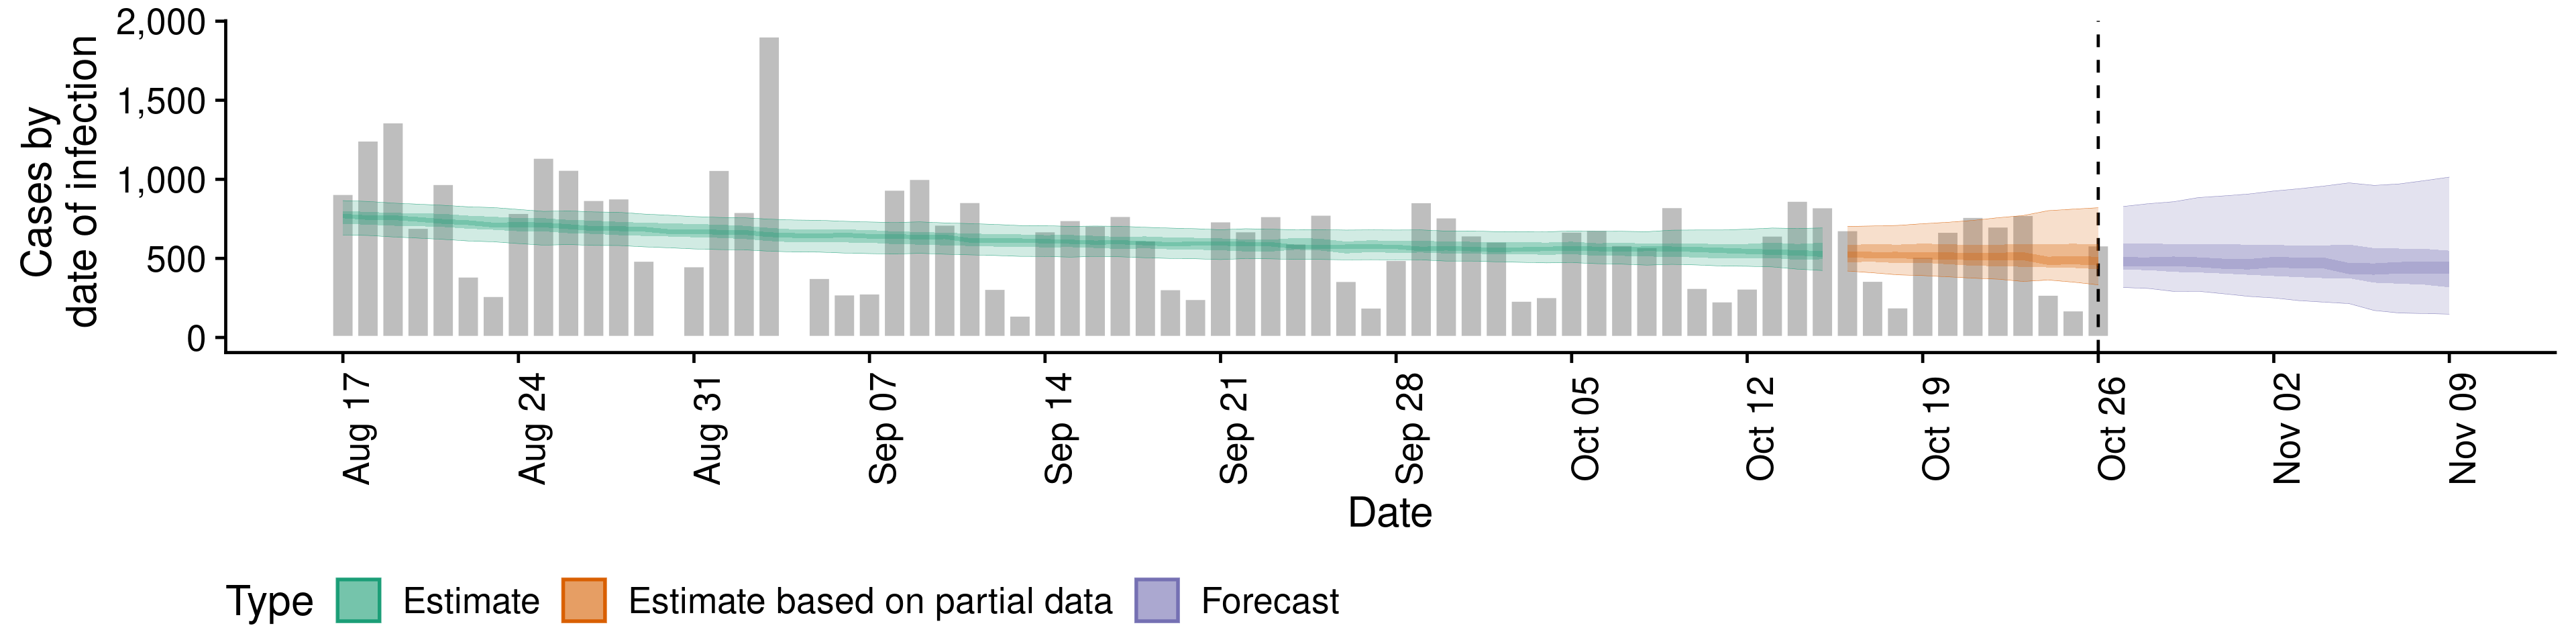 Cases by
date of infection
2,000
1,500
1,000
500
0
Aug 17
Aug 24
Aug 31
Sep 07
Sep 14
Sep 21
Sep 28
Oct 05
Oct 12
Oct 19
Oct 26
Nov 02
Nov 09
Date
Type
Estimate
Estimate based on partial data
Forecast